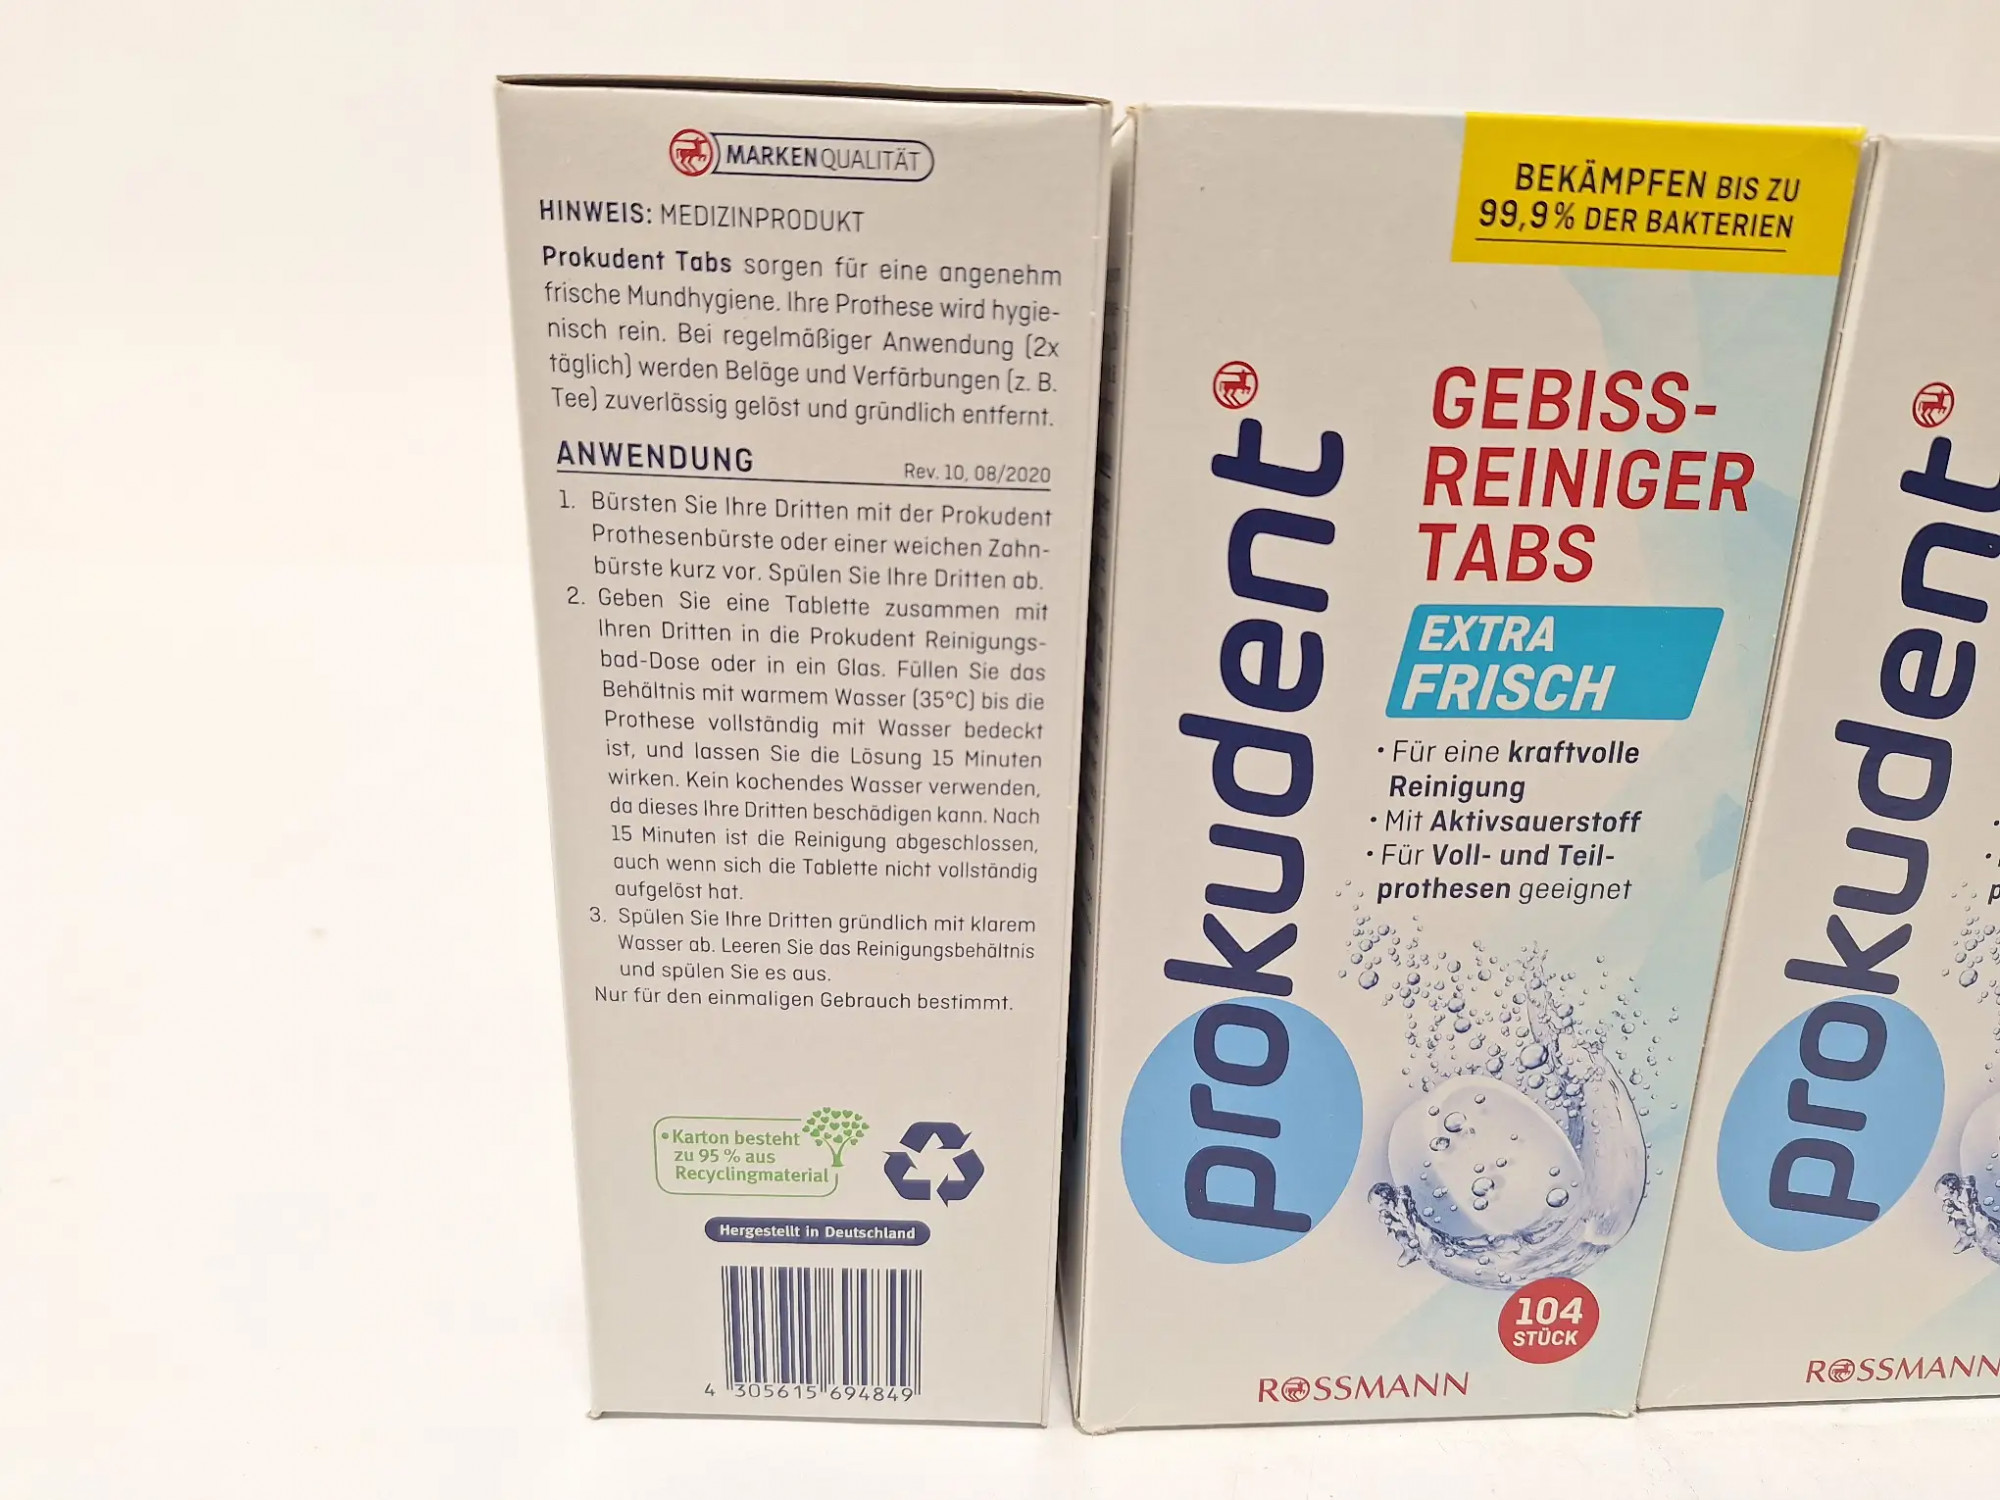 MARKENQUALITÄT
HINWEIS: MEDIZINPRODUKT
Prokudent Tabs sorgen für eine angenehm
frische Mundhygiene. Ihre Prothese wird hygie-
nisch rein. Bei regelmäßiger Anwendung (2x
täglich) werden Beläge und Verfärbungen (z. B.
Tee) zuverlässig gelöst und gründlich entfernt.
ANWENDUNG
Rev. 10, 08/2020
1. Bürsten Sie Ihre Dritten mit der Prokudent
Prothesenbürste oder einer weichen Zahn-
bürste kurz vor. Spülen Sie Ihre Dritten ab.
2. Geben Sie eine Tablette zusammen mit
Ihren Dritten in die Prokudent Reinigungs-
bad-Dose oder in ein Glas. Füllen Sie das
Behältnis mit warmem Wasser (35°C) bis die
Prothese vollständig mit Wasser bedeckt
ist, und lassen Sie die Lösung 15 Minuten
wirken. Kein kochendes Wasser verwenden,
da dieses Ihre Dritten beschädigen kann. Nach
15 Minuten ist die Reinigung abgeschlossen,
auch wenn sich die Tablette nicht vollständig
aufgelöst hat.
3. Spülen Sie Ihre Dritten gründlich mit klarem
Wasser ab. Leeren Sie das Reinigungsbehältnis
und spülen Sie es aus.
Nur für den einmaligen Gebrauch bestimmt.
Karton besteht
zu 95 % aus
Recyclingmaterial
Hergestellt in Deutschland
4 305615 694849
BEKÄMPFEN BIS ZU
99,9% DER BAKTERIEN
prokudent
GEBISS-
REINIGER
TABS
EXTRA
FRISCH
• Für eine kraftvolle
Reinigung
• Mit Aktivsauerstoff
• Für Voll- und Teil-
prothesen geeignet
104
STÜCK
ROSSMANN
prokudent
ROSSMANN